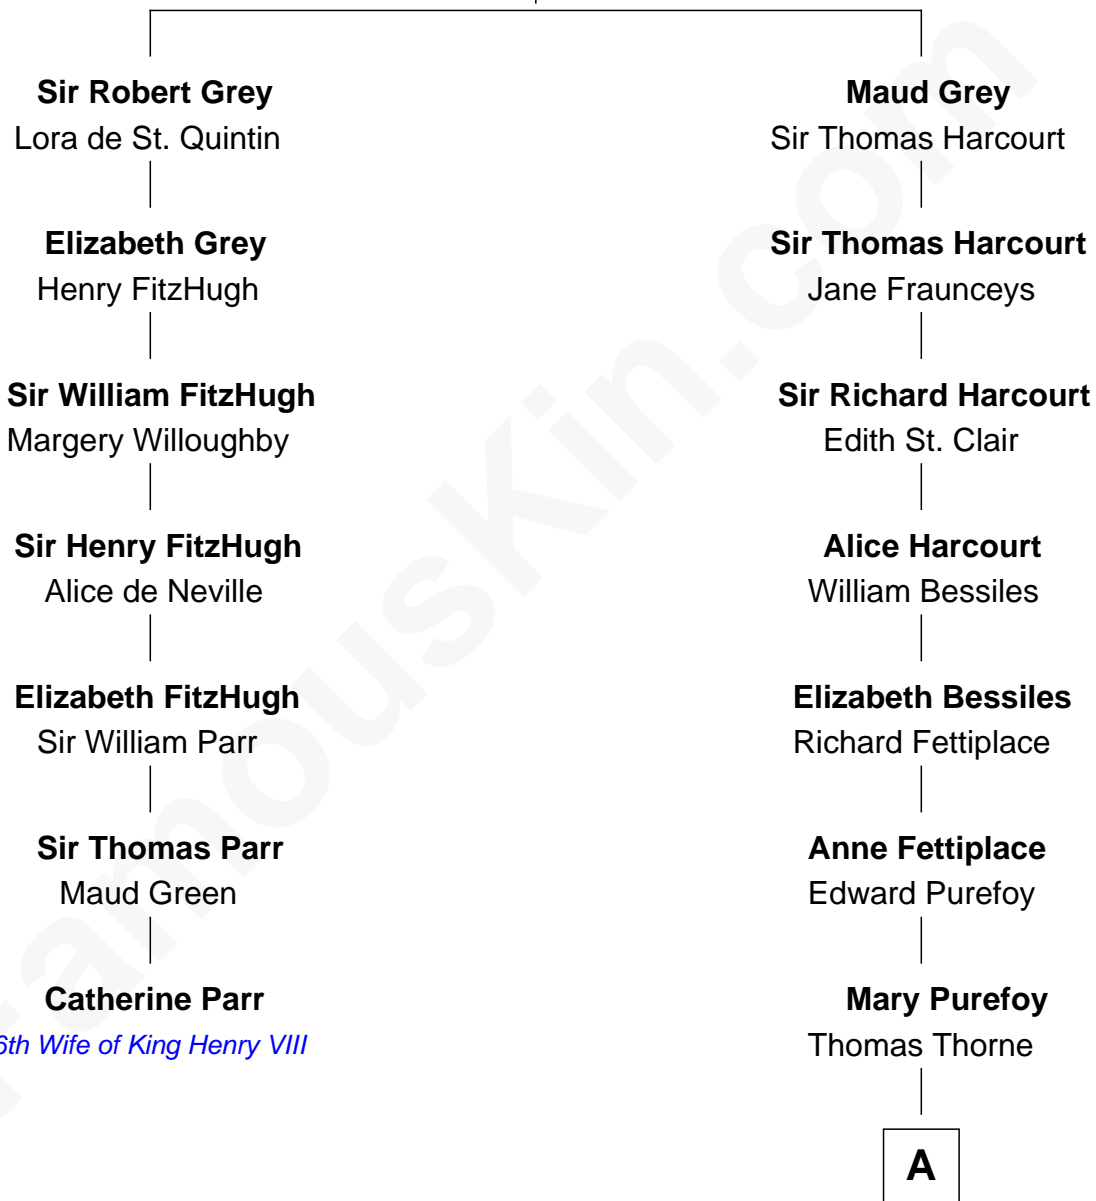 Sir Robert Grey
Lora de St. Quintin
Elizabeth Grey
Henry FitzHugh
Sir William FitzHugh
Margery Willoughby
Sir Henry FitzHugh
Alice de Neville
Elizabeth FitzHugh
Sir William Parr
Sir Thomas Parr
Maud Green
Catherine Parr
6th Wife of King Henry VIII
Maud Grey
Sir Thomas Harcourt
Sir Thomas Harcourt
Jane Fraunceys
Sir Richard Harcourt
Edith St. Clair
Alice Harcourt
William Bessiles
Elizabeth Bessiles
Richard Fettiplace
Anne Fettiplace
Edward Purefoy
Mary Purefoy
Thomas Thorne
A
FamousKin.com